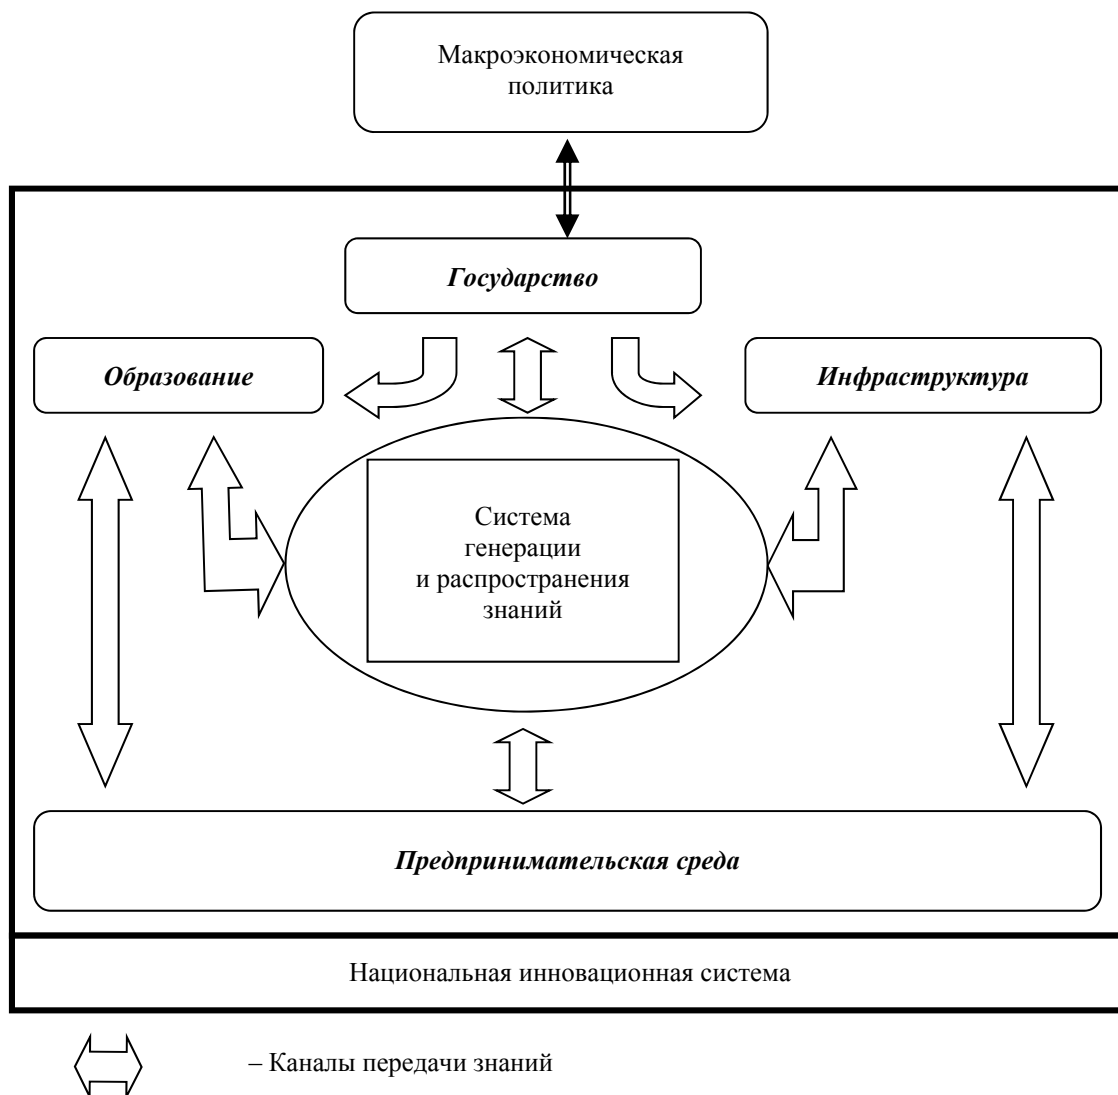 Макроэкономическая
политика
Государство
Образование
Инфраструктура
Система
генерации
и распространения
знаний
Предпринимательская среда
Национальная инновационная система
– Каналы передачи знаний